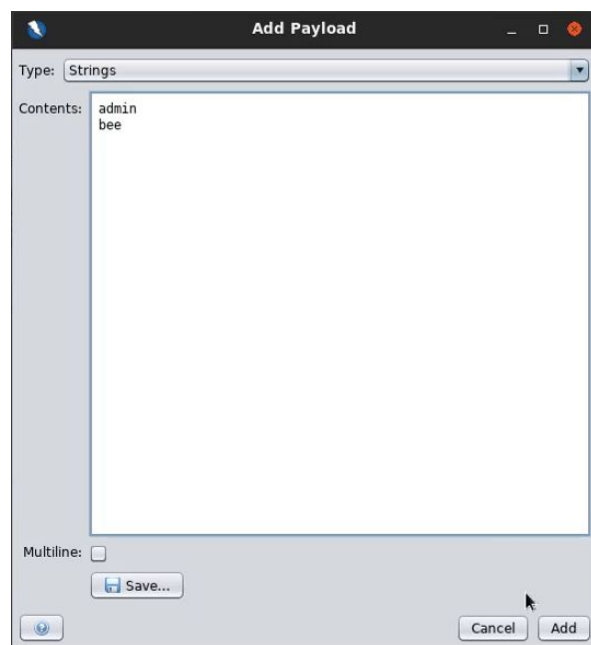 Add Payload
Type: Strings
Contents: admin
bee
Multiline:
Save...
Cancel Add